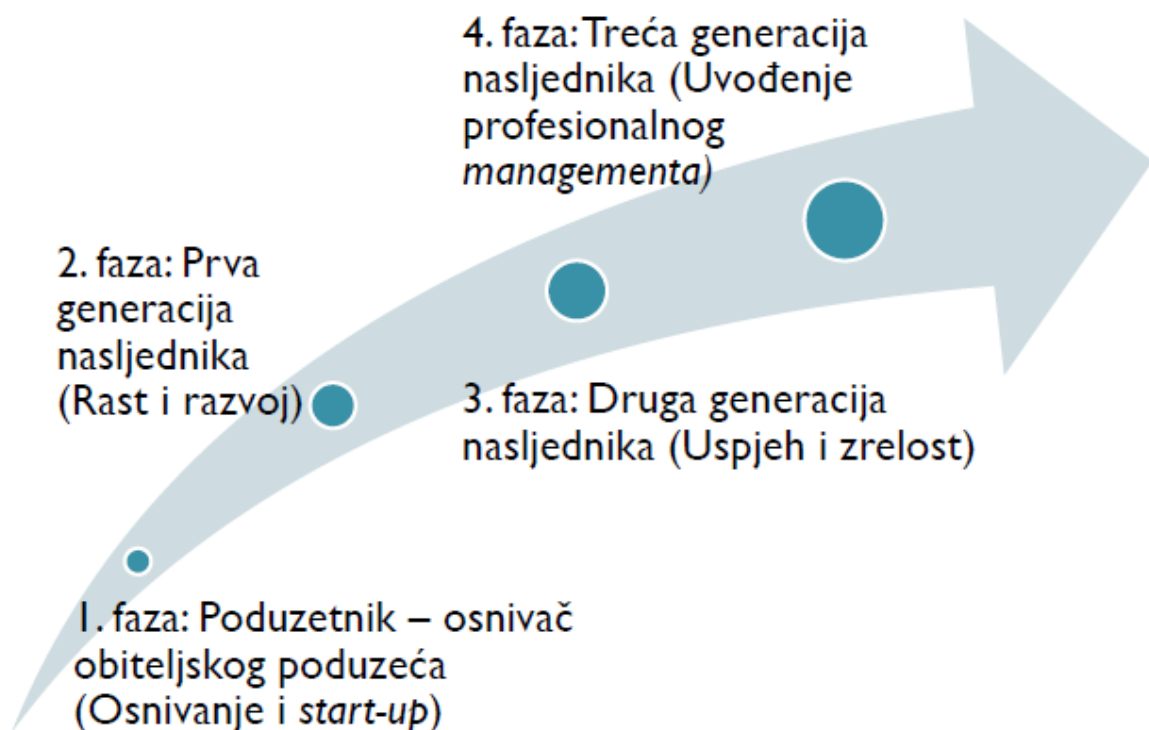 4. faza: Treća generacija
nasljednika (Uvođenje
profesionalnog
managementa)
2. faza: Prva
generacija
nasljednika
(Rast i razvoj)
3. faza: Druga generacija
nasljednika (Uspjeh i zrelost)
1. faza: Poduzetnik – osnivač
obiteljskog poduzeća
(Osnivanje i start-up)